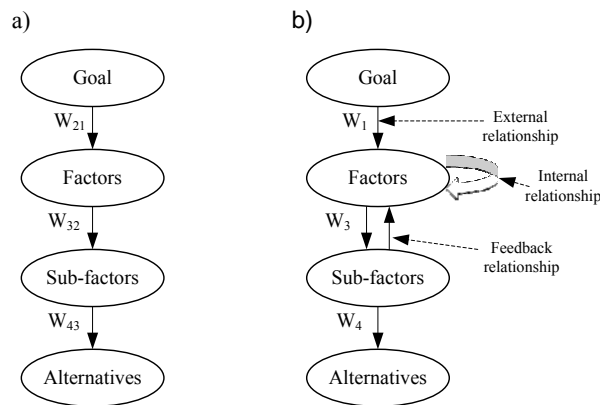 a)
Goal
W21
Factors
W32
Sub-factors
W43
Alternatives
b)
Goal
W1
External
relationship
Factors
Internal
relationship
W3
Feedback
relationship
Sub-factors
W4
Alternatives